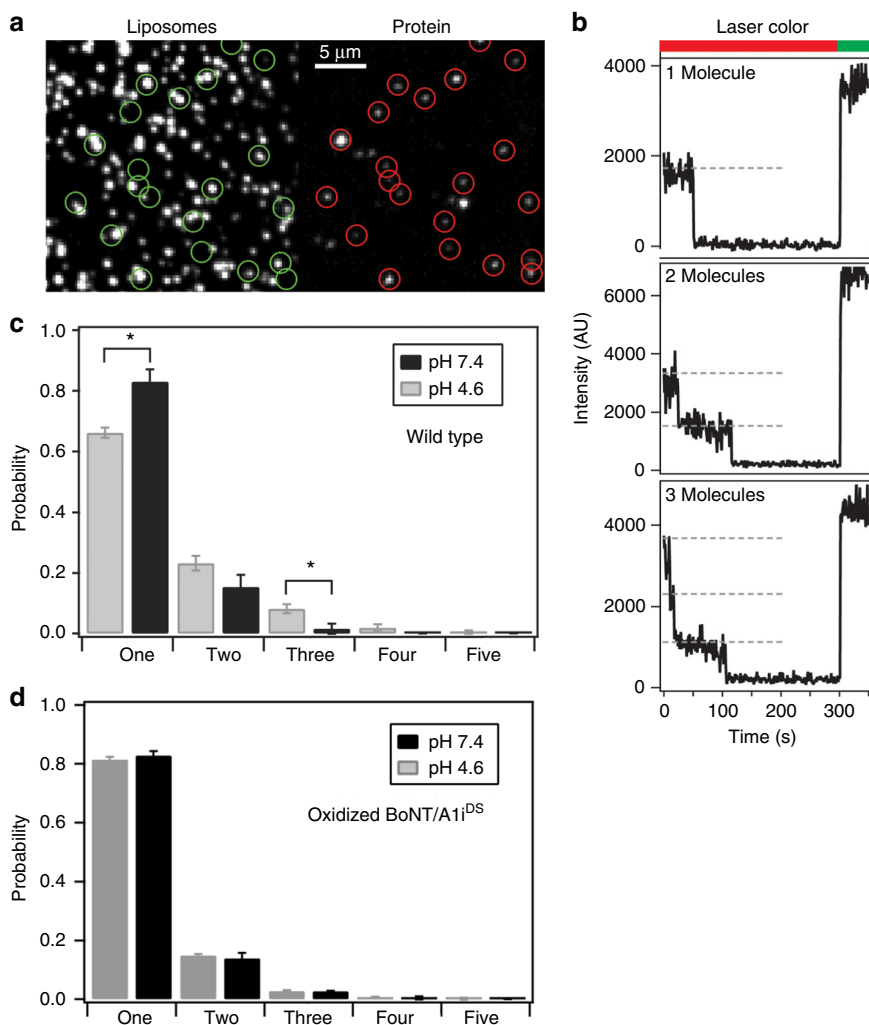 a
Liposomes
Protein
5 μm
b
Laser color
4000
2000
0
1 Molecule
6000
4000
2000
0
2 Molecules
4000
2000
0
3 Molecules
Intensity (AU)
0
100
200
300
Time (s)
c
1.0
0.8
0.6
0.4
0.2
0.0
Probability
*
*
pH 7.4
pH 4.6
Wild type
One
Two
Three
Four
Five
d
1.0
0.8
0.6
0.4
0.2
0.0
Probability
pH 7.4
pH 4.6
Oxidized BoNT/A1i^DS
One
Two
Three
Four
Five